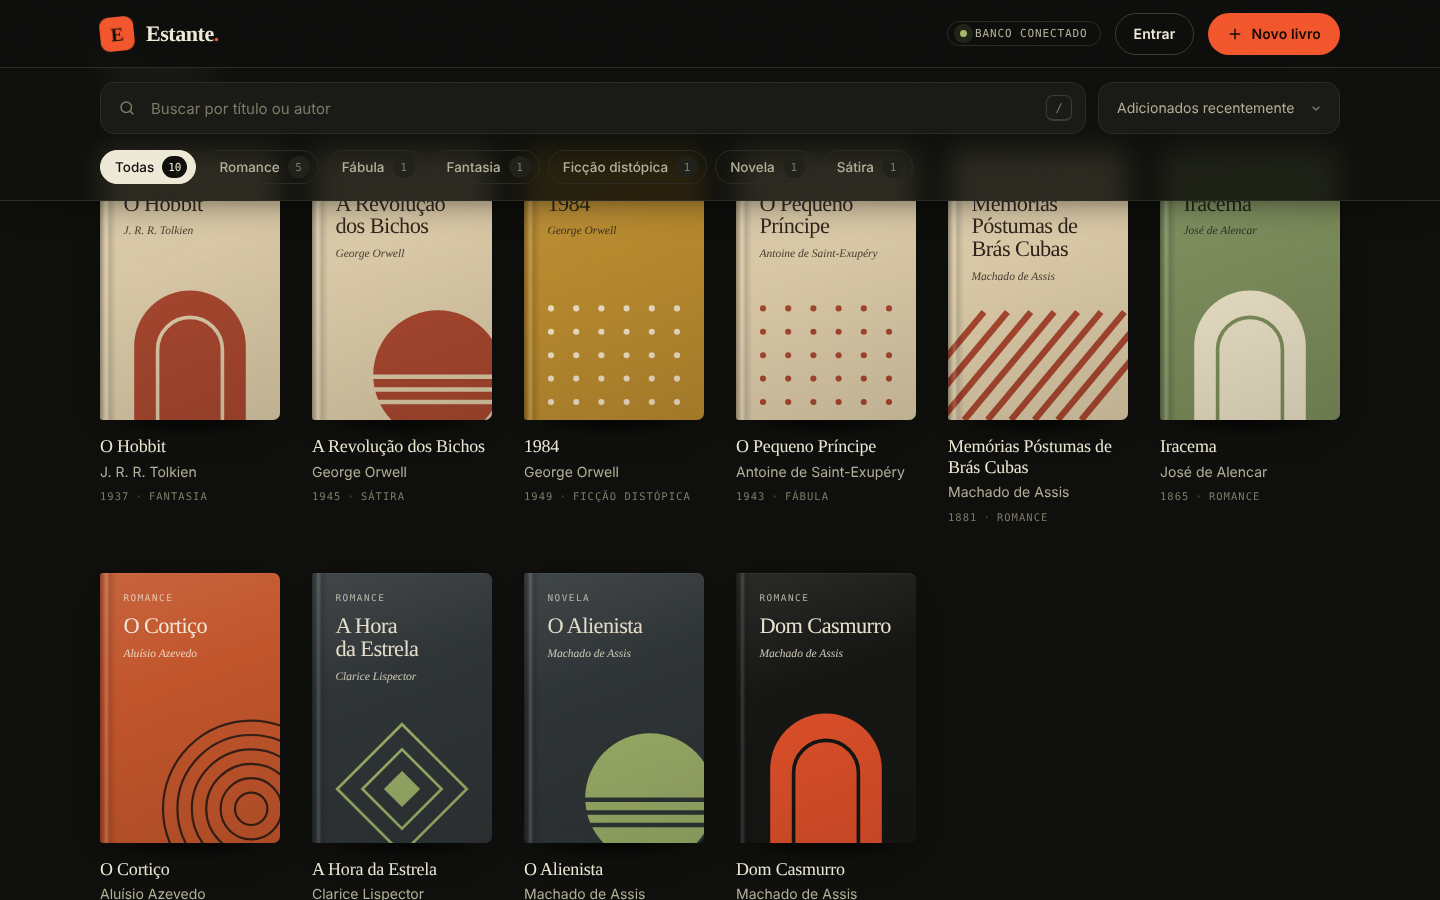 E Estante.
BANCO CONECTADO
Entrar
+ Novo livro
Buscar por título ou autor
/
Adicionados recentemente
Todas 10
Romance 5
Fábula 1
Fantasia 1
Ficção distópica 1
Novela 1
Sátira 1
O Hobbit
J. R. R. Tolkien
A Revolução
dos Bichos
George Orwell
1984
George Orwell
O Pequeno
Príncipe
Antoine de Saint-Exupéry
Memórias
Póstumas de
Brás Cubas
Machado de Assis
Iracema
José de Alencar
O Hobbit
J. R. R. Tolkien
1937 · FANTASIA
A Revolução dos Bichos
George Orwell
1945 · SÁTIRA
1984
George Orwell
1949 · FICÇÃO DISTÓPICA
O Pequeno Príncipe
Antoine de Saint-Exupéry
1943 · FÁBULA
Memórias Póstumas de
Brás Cubas
Machado de Assis
1881 · ROMANCE
Iracema
José de Alencar
1865 · ROMANCE
ROMANCE
O Cortiço
Aluísio Azevedo
ROMANCE
A Hora
da Estrela
Clarice Lispector
NOVELA
O Alienista
Machado de Assis
ROMANCE
Dom Casmurro
Machado de Assis
O Cortiço
Aluísio Azevedo
A Hora da Estrela
Clarice Lispector
O Alienista
Machado de Assis
Dom Casmurro
Machado de Assis